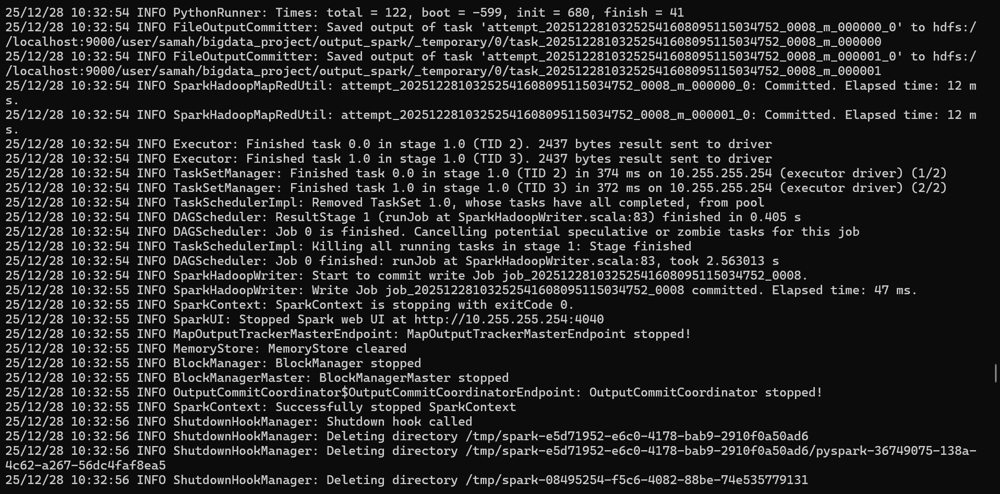 25/12/28 10:32:54 INFO PythonRunner: Times: total = 122, boot = -599, init = 680, finish = 41
25/12/28 10:32:54 INFO FileOutputCommitter: Saved output of task 'attempt_202512281032525416080951150347 52_0008_m_000000_0' to hdfs:/
/localhost:9000/user/samah/bigdata_project/output_spark/_temporary/0/task_202512281032525416080951150347 52_0008_m_000000
25/12/28 10:32:54 INFO FileOutputCommitter: Saved output of task 'attempt_20251228103252541608095115034752_0008_m_000001_0' to hdfs:/
/localhost:9000/user/samah/bigdata_project/output_spark/_temporary/0/task_20251228103252541608095115034752_0008_m_000001
25/12/28 10:32:54 INFO SparkHadoopMapRedUtil: attempt_20251228103252541608095115034752_0008_m_000000_0: Committed. Elapsed time: 12 m
s.
25/12/28 10:32:54 INFO SparkHadoopMapRedUtil: attempt_20251228103252541608095115034752_0008_m_000001_0: Committed. Elapsed time: 12 m
s.
25/12/28 10:32:54 INFO Executor: Finished task 0.0 in stage 1.0 (TID 2). 2437 bytes result sent to driver
25/12/28 10:32:54 INFO Executor: Finished task 1.0 in stage 1.0 (TID 3). 2437 bytes result sent to driver
25/12/28 10:32:54 INFO TaskSetManager: Finished task 0.0 in stage 1.0 (TID 2) in 374 ms on 10.255.255.254 (executor driver) (1/2)
25/12/28 10:32:54 INFO TaskSetManager: Finished task 1.0 in stage 1.0 (TID 3) in 372 ms on 10.255.255.254 (executor driver) (2/2)
25/12/28 10:32:54 INFO TaskSchedulerImpl: Removed TaskSet 1.0, whose tasks have all completed, from pool
25/12/28 10:32:54 INFO DAGScheduler: ResultStage 1 (runJob at SparkHadoopWriter.scala:83) finished in 0.405 s
25/12/28 10:32:54 INFO DAGScheduler: Job 0 is finished. Cancelling potential speculative or zombie tasks for this job
25/12/28 10:32:54 INFO TaskSchedulerImpl: Killing all running tasks in stage 1: Stage finished
25/12/28 10:32:54 INFO DAGScheduler: Job 0 finished: runJob at SparkHadoopWriter.scala:83, took 2.563013 s
25/12/28 10:32:54 INFO SparkHadoopWriter: Start to commit write Job job_20251228103252541608095115034752_0008.
25/12/28 10:32:55 INFO SparkHadoopWriter: Write Job job_20251228103252541608095115034752_0008 committed. Elapsed time: 47 ms.
25/12/28 10:32:55 INFO SparkContext: SparkContext is stopping with exitCode 0.
25/12/28 10:32:55 INFO SparkUI: Stopped Spark web UI at http://10.255.255.254:4040
25/12/28 10:32:55 INFO MapOutputTrackerMasterEndpoint: MapOutputTrackerMasterEndpoint stopped!
25/12/28 10:32:55 INFO MemoryStore: MemoryStore cleared
25/12/28 10:32:55 INFO BlockManager: BlockManager stopped
25/12/28 10:32:55 INFO BlockManagerMaster: BlockManagerMaster stopped
25/12/28 10:32:55 INFO OutputCommitCoordinator$OutputCommitCoordinatorEndpoint: OutputCommitCoordinator stopped!
25/12/28 10:32:55 INFO SparkContext: Successfully stopped SparkContext
25/12/28 10:32:56 INFO ShutdownHookManager: Shutdown hook called
25/12/28 10:32:56 INFO ShutdownHookManager: Deleting directory /tmp/spark-e5d71952-e6c0-4178-bab9-2910f0a50ad6
25/12/28 10:32:56 INFO ShutdownHookManager: Deleting directory /tmp/spark-e5d71952-e6c0-4178-bab9-2910f0a50ad6/pyspark-36749075-138a-
4c62-a267-56dc4faf8ea5
25/12/28 10:32:56 INFO ShutdownHookManager: Deleting directory /tmp/spark-08495254-f5c6-4082-88be-74e535779131